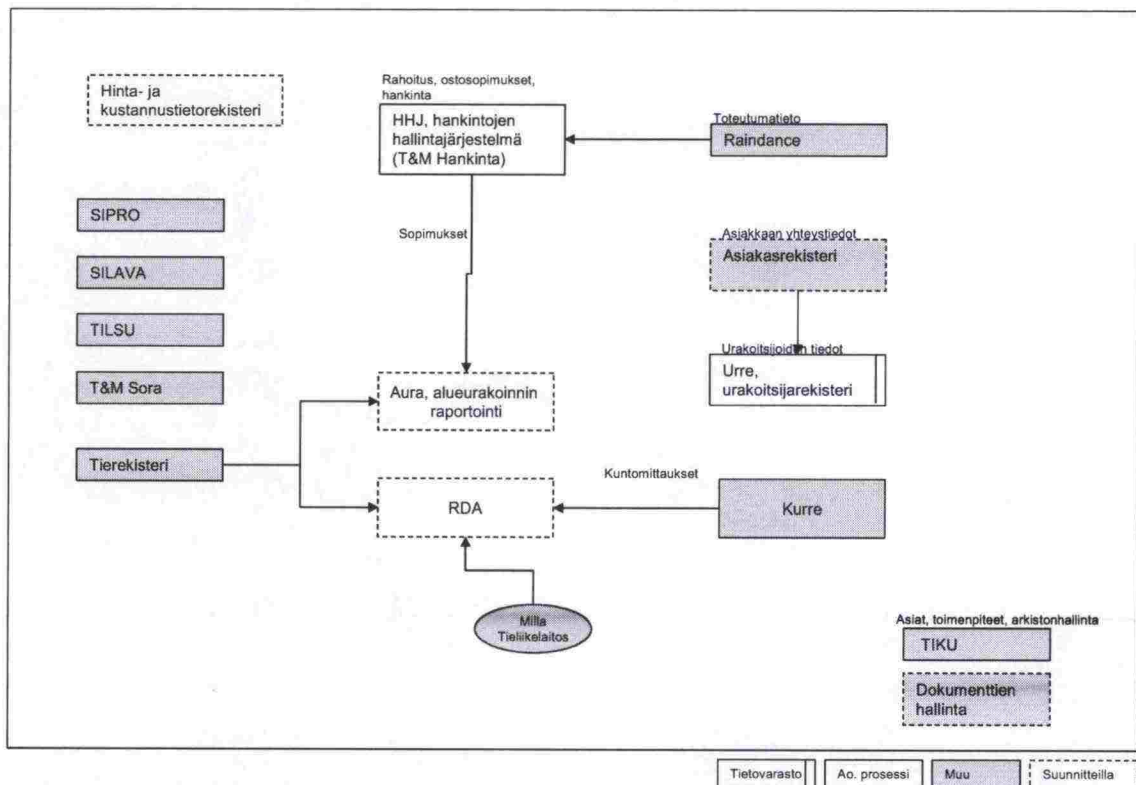 Hinta- ja
kustannustietorekisteri
Rahoitus, ostosopimukset,
hankinta
HHJ, hankintojen
hallintajärjestelmä
(T&M Hankinta)
Toteutumatieto
Raindance
SIPRO
SILAVA
TILSU
T&M Sora
Tierekisteri
Sopimukset
Asiakkaan yhteystiedot
Asiakasrekisteri
Urakoitsijoiden tiedot
Urre,
urakoitsijarekisteri
Aura, alueurakoinnin
raportointi
RDA
Kuntomittaukset
Kurre
Milla
Tieliikelaitos
Asiat, toimenpiteet, arkistonhallinta
TIKU
Dokumenttien
hallinta
Tietovarasto
Ao. prosessi
Muu
Suunnitteilla